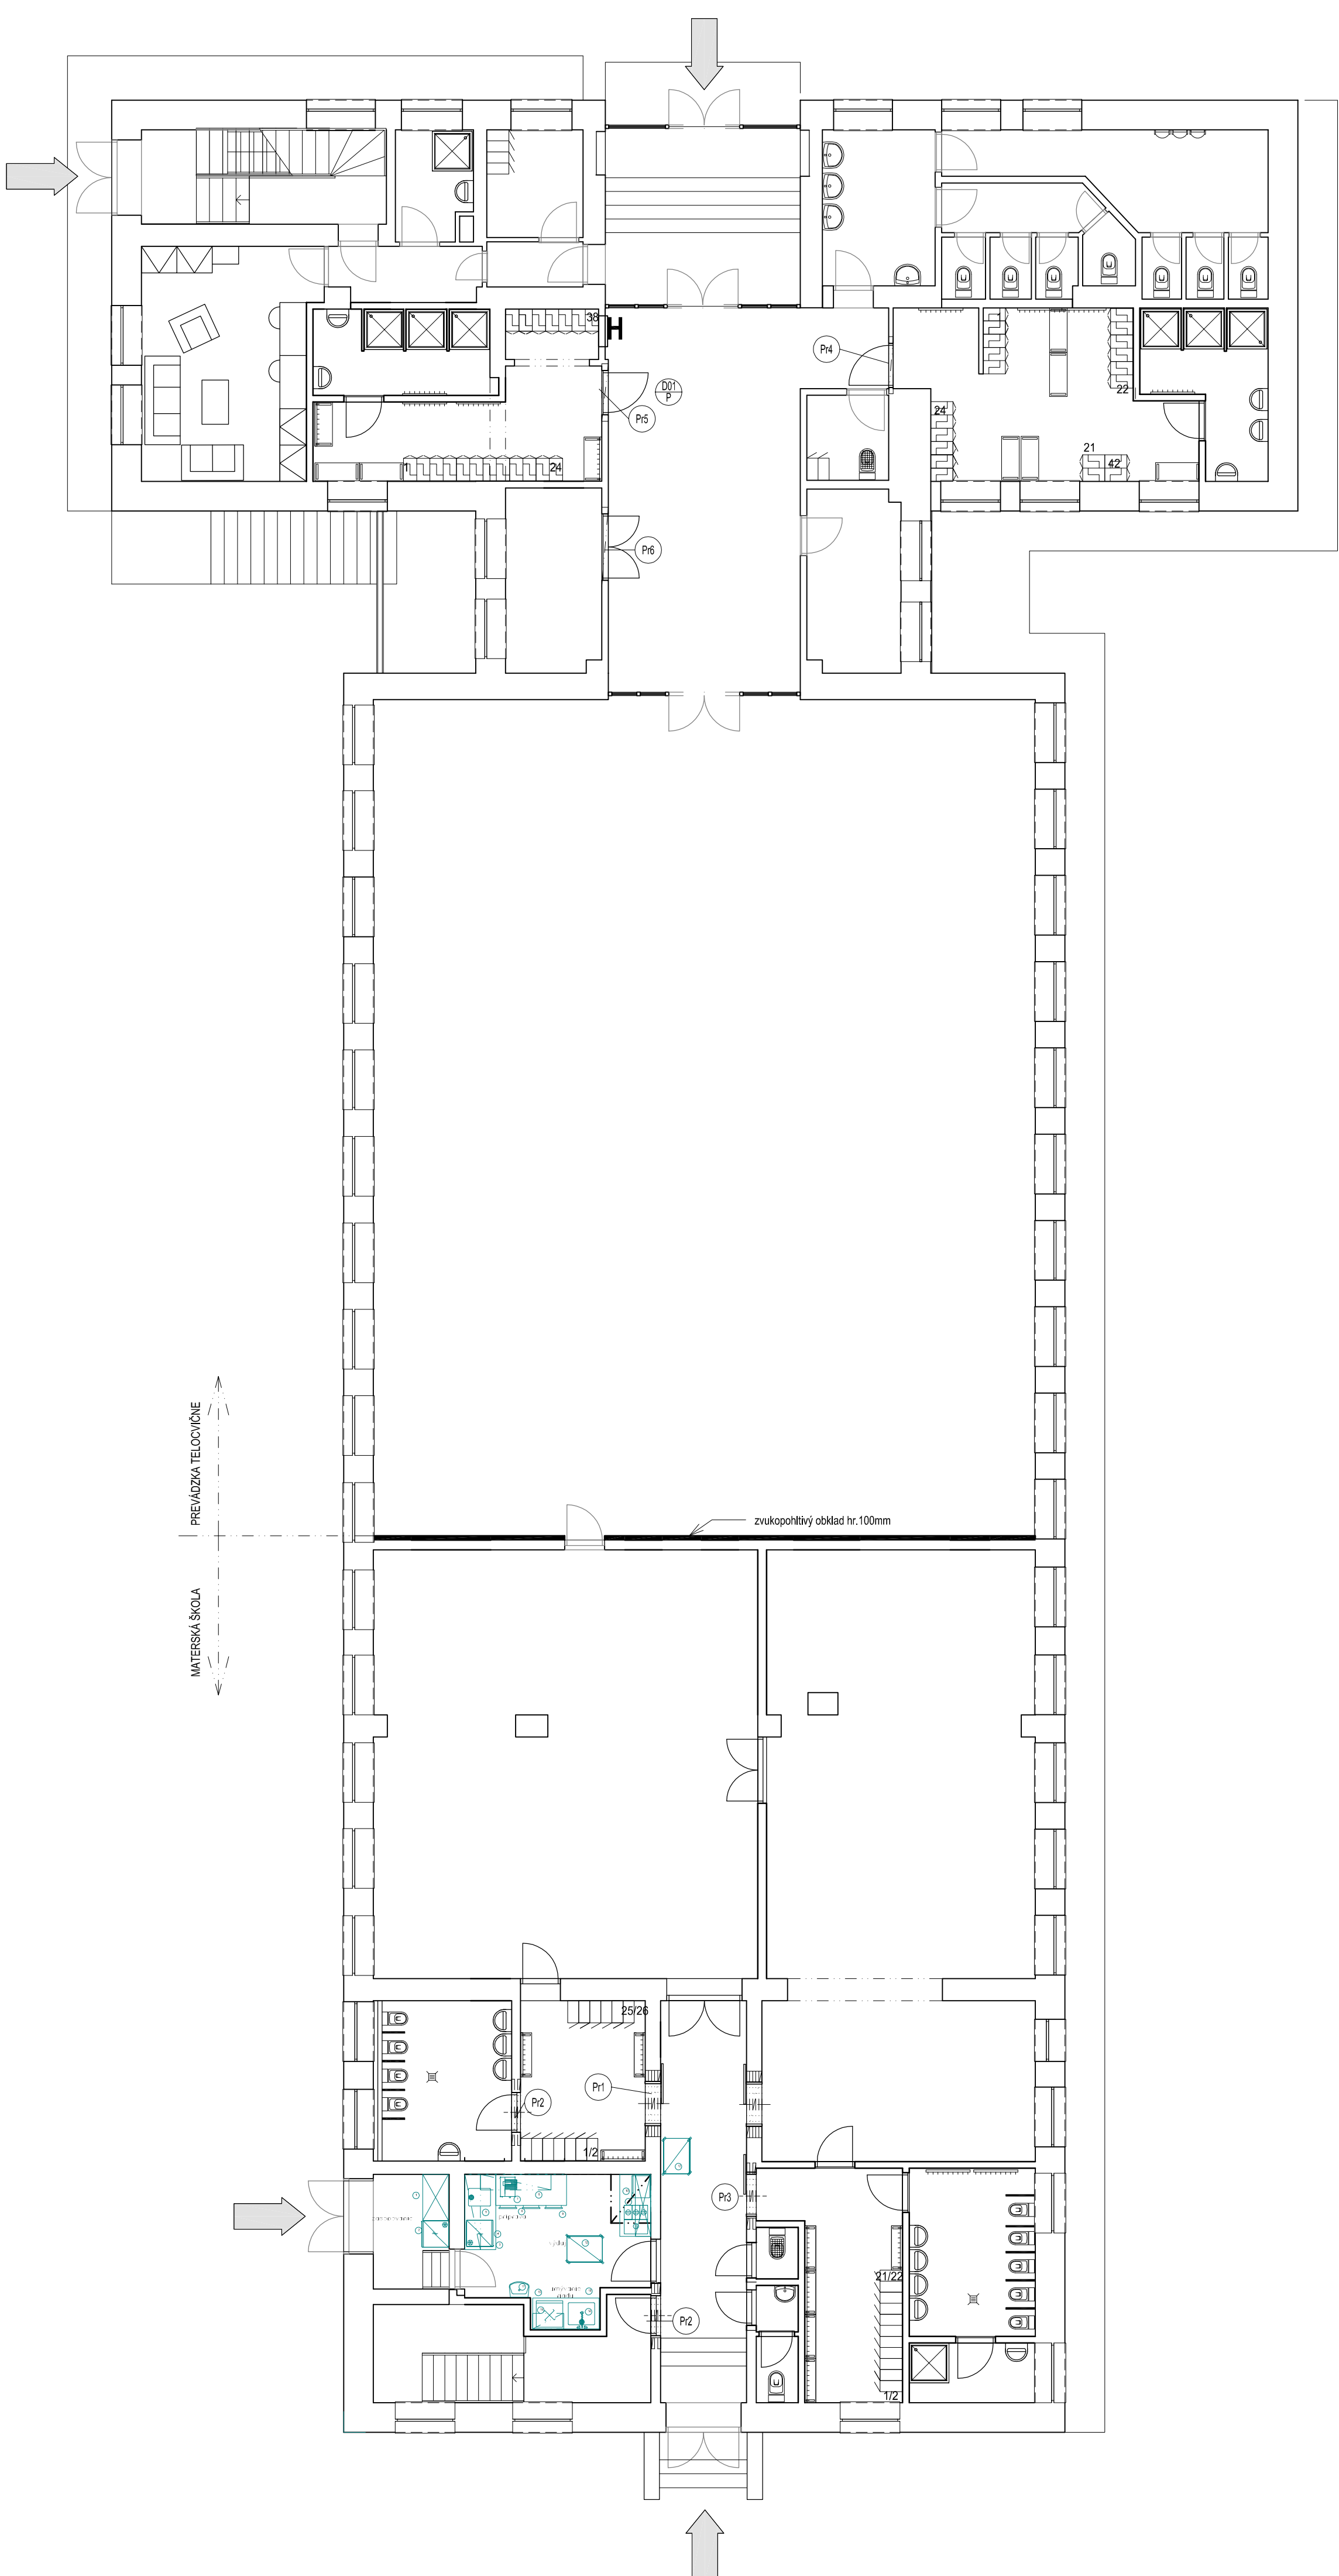 38
H
Pr4
D01
P
Pr5
22
24
1
24
21
42
Pr6
PREVÁDZKA TELOCVIČNE
zvukopohltivý obklad hr.100mm
MATERSKÁ ŠKOLA
25/26
Pr1
Pr2
1/2
Pr3
21/22
Pr2
1/2